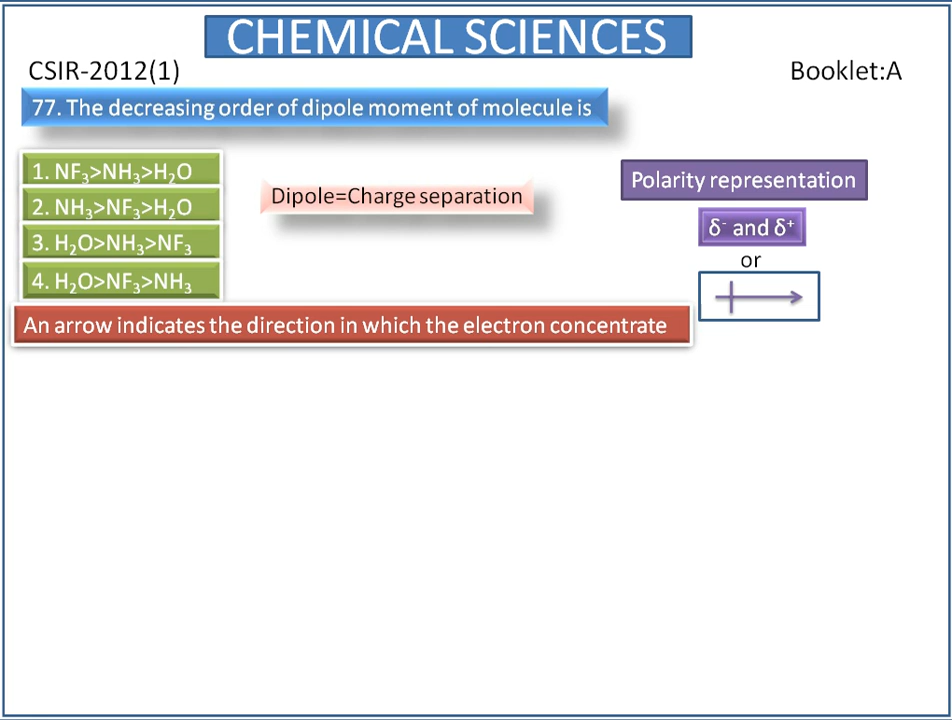 CHEMICAL SCIENCES
CSIR-2012(1)
Booklet:A
77. The decreasing order of dipole moment of molecule is
1. NF₃>NH₃>H₂O
2. NH₃>NF₃>H₂O
3. H₂O>NH₃>NF₃
4. H₂O>NF₃>NH₃
Dipole=Charge separation
Polarity representation
δ⁻ and δ⁺
or
An arrow indicates the direction in which the electron concentrate